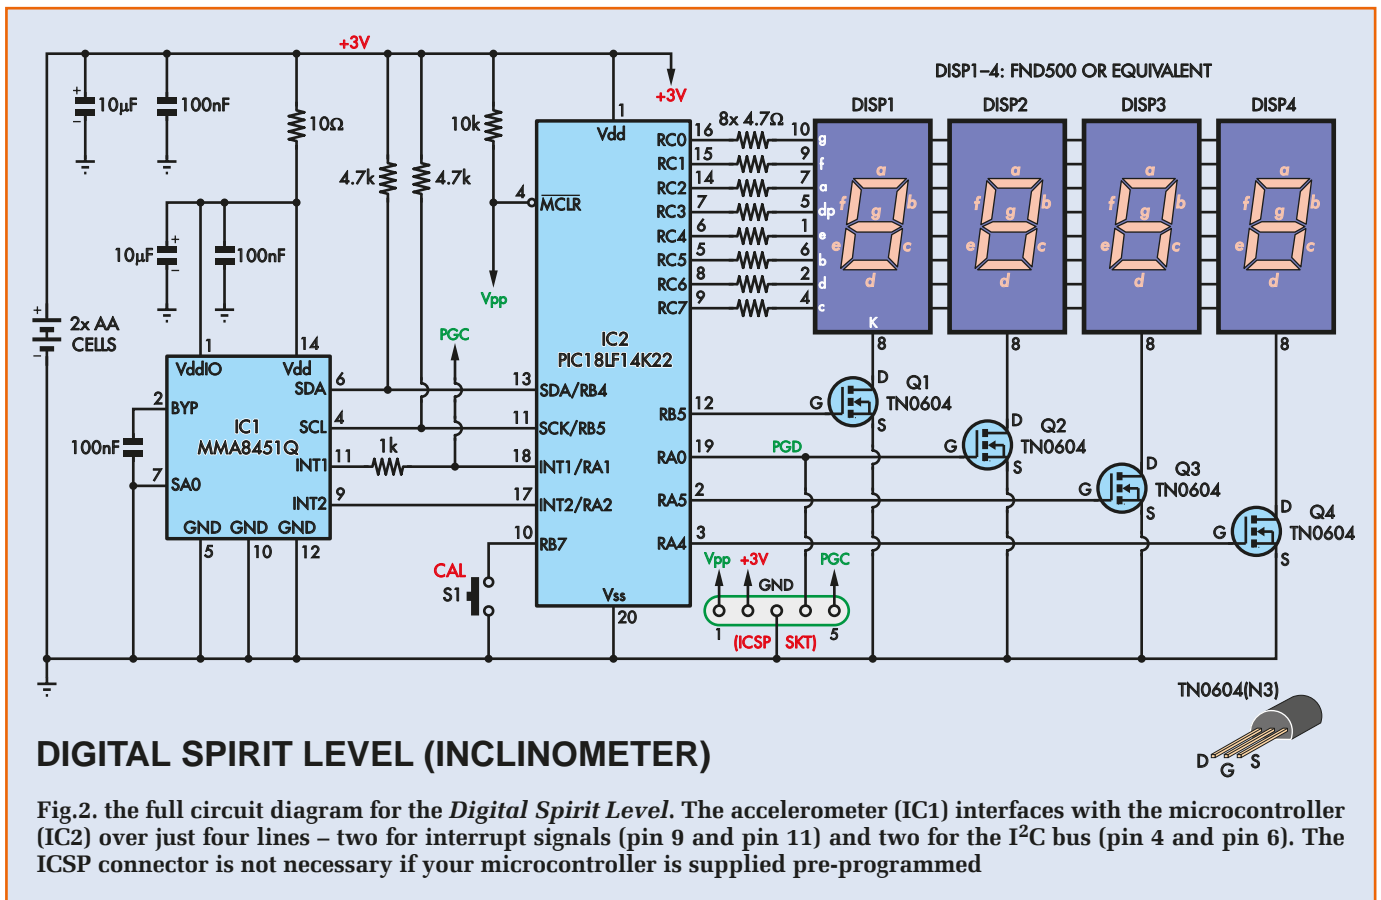 +3V
DISP1–4: FND500 OR EQUIVALENT
+3V
DISP1
DISP2
DISP3
DISP4
+
10µF
–
100nF
10Ω
10k
1
Vdd
8x 4.7Ω
4.7k
4.7k
4
MCLR
RC0 16 10 g
RC1 15 9 f
RC2 14 7 a
RC3 7 5 dp
RC4 6 1 e
RC5 5 6 b
RC6 8 2 d
RC7 9 4 c
a
f b
g
e c
d
a
f b
g
e c
d
a
f b
g
e c
d
a
f b
g
e c
d
K
8
8
8
8
+
10µF
–
100nF
Vpp
+
2x AA
CELLS
–
PGC
IC2
PIC18LF14K22
1
VddIO
14
Vdd
SDA 6
13 SDA/RB4
2
BYP
IC1
MMA8451Q
SCL 4
11 SCK/RB5
100nF
INT1 11
1k
18 INT1/RA1
7
SA0
INT2 9
17 INT2/RA2
GND GND GND
5 10 12
10 RB7
CAL
S1
Vss
20
RB5 12
G D S
Q1
TN0604
RA0 19
PGD
G D S
Q2
TN0604
RA5 2
G D S
Q3
TN0604
RA4 3
G D S
Q4
TN0604
Vpp +3V GND PGC
1 (ICSP SKT) 5
TN0604(N3)
D G S
DIGITAL SPIRIT LEVEL (INCLINOMETER)
Fig.2. the full circuit diagram for the Digital Spirit Level. The accelerometer (IC1) interfaces with the microcontroller
(IC2) over just four lines – two for interrupt signals (pin 9 and pin 11) and two for the I²C bus (pin 4 and pin 6). The
ICSP connector is not necessary if your microcontroller is supplied pre-programmed